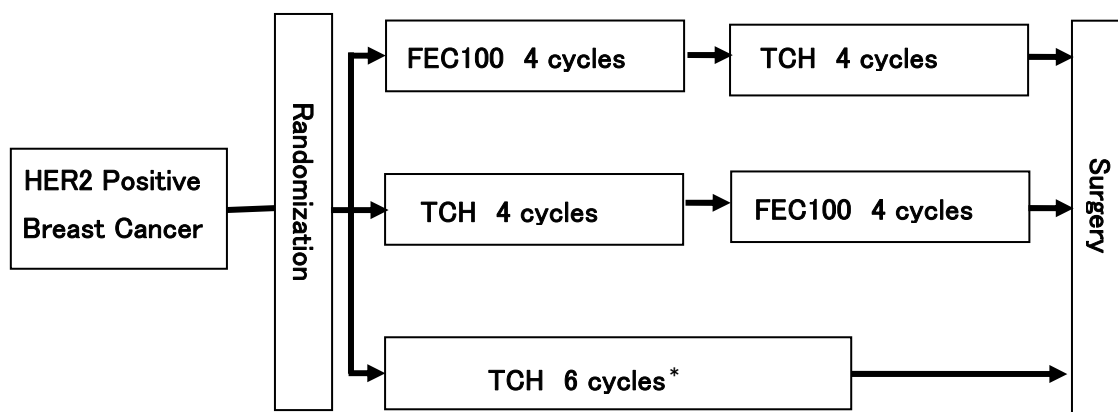 HER2 Positive
Breast Cancer
Randomization
FEC100 4 cycles
TCH 4 cycles
TCH 4 cycles
FEC100 4 cycles
TCH 6 cycles*
Surgery